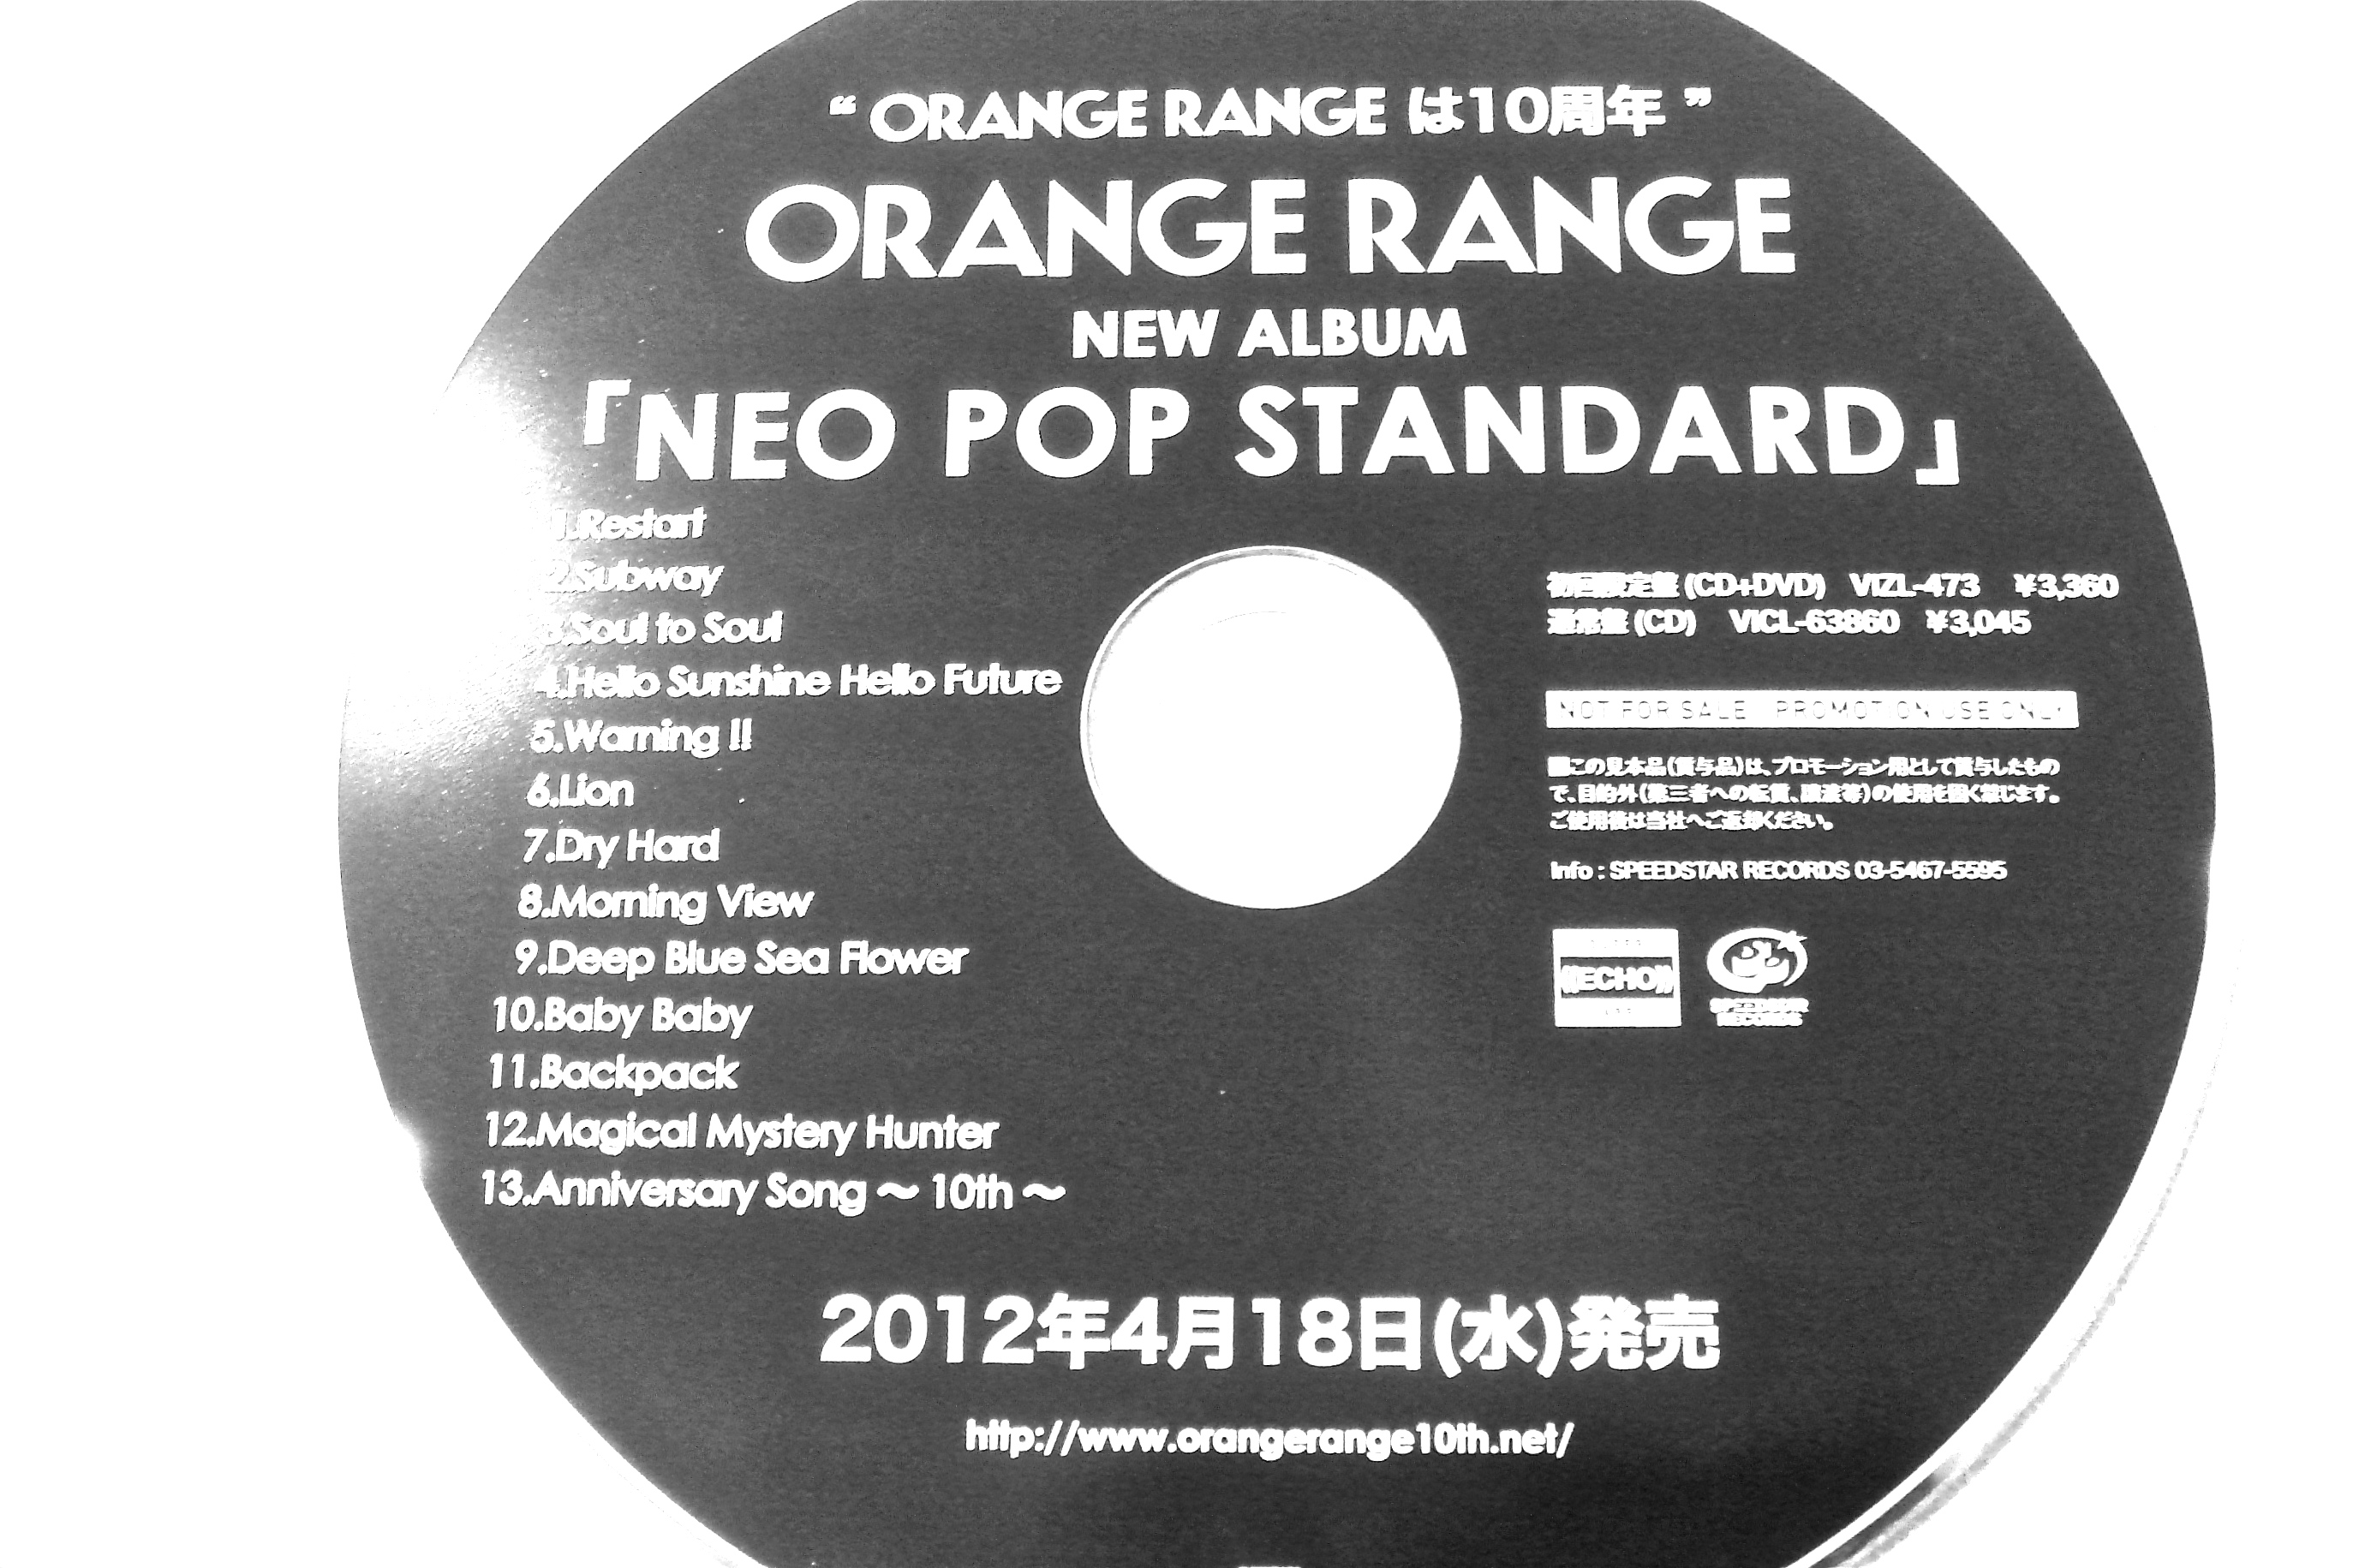 “ ORANGE RANGE は10周年 ”
ORANGE RANGE
NEW ALBUM
「NEO POP STANDARD」
1.Restart
2.Subway
3.Soul to Soul
4.Hello Sunshine Hello Future
5.Warning !!
6.Lion
7.Dry Hard
8.Morning View
9.Deep Blue Sea Flower
10.Baby Baby
11.Backpack
12.Magical Mystery Hunter
13.Anniversary Song ～ 10th ～
初回限定盤 (CD+DVD) VIZL-473 ¥3,360
通常盤 (CD) VICL-63860 ¥3,045
NOT FOR SALE PROMOTION USE ONLY
■この見本品(貸与品)は、プロモーション用として貸与したもの
で、目的外(第三者への転貸、譲渡等)の使用を固く禁じます。
ご使用後は当社へご返却ください。
Info : SPEEDSTAR RECORDS 03-5467-5595
((ECHO))
SPEEDSTAR
RECORDS
2012年4月18日(水)発売
http://www.orangerange10th.net/